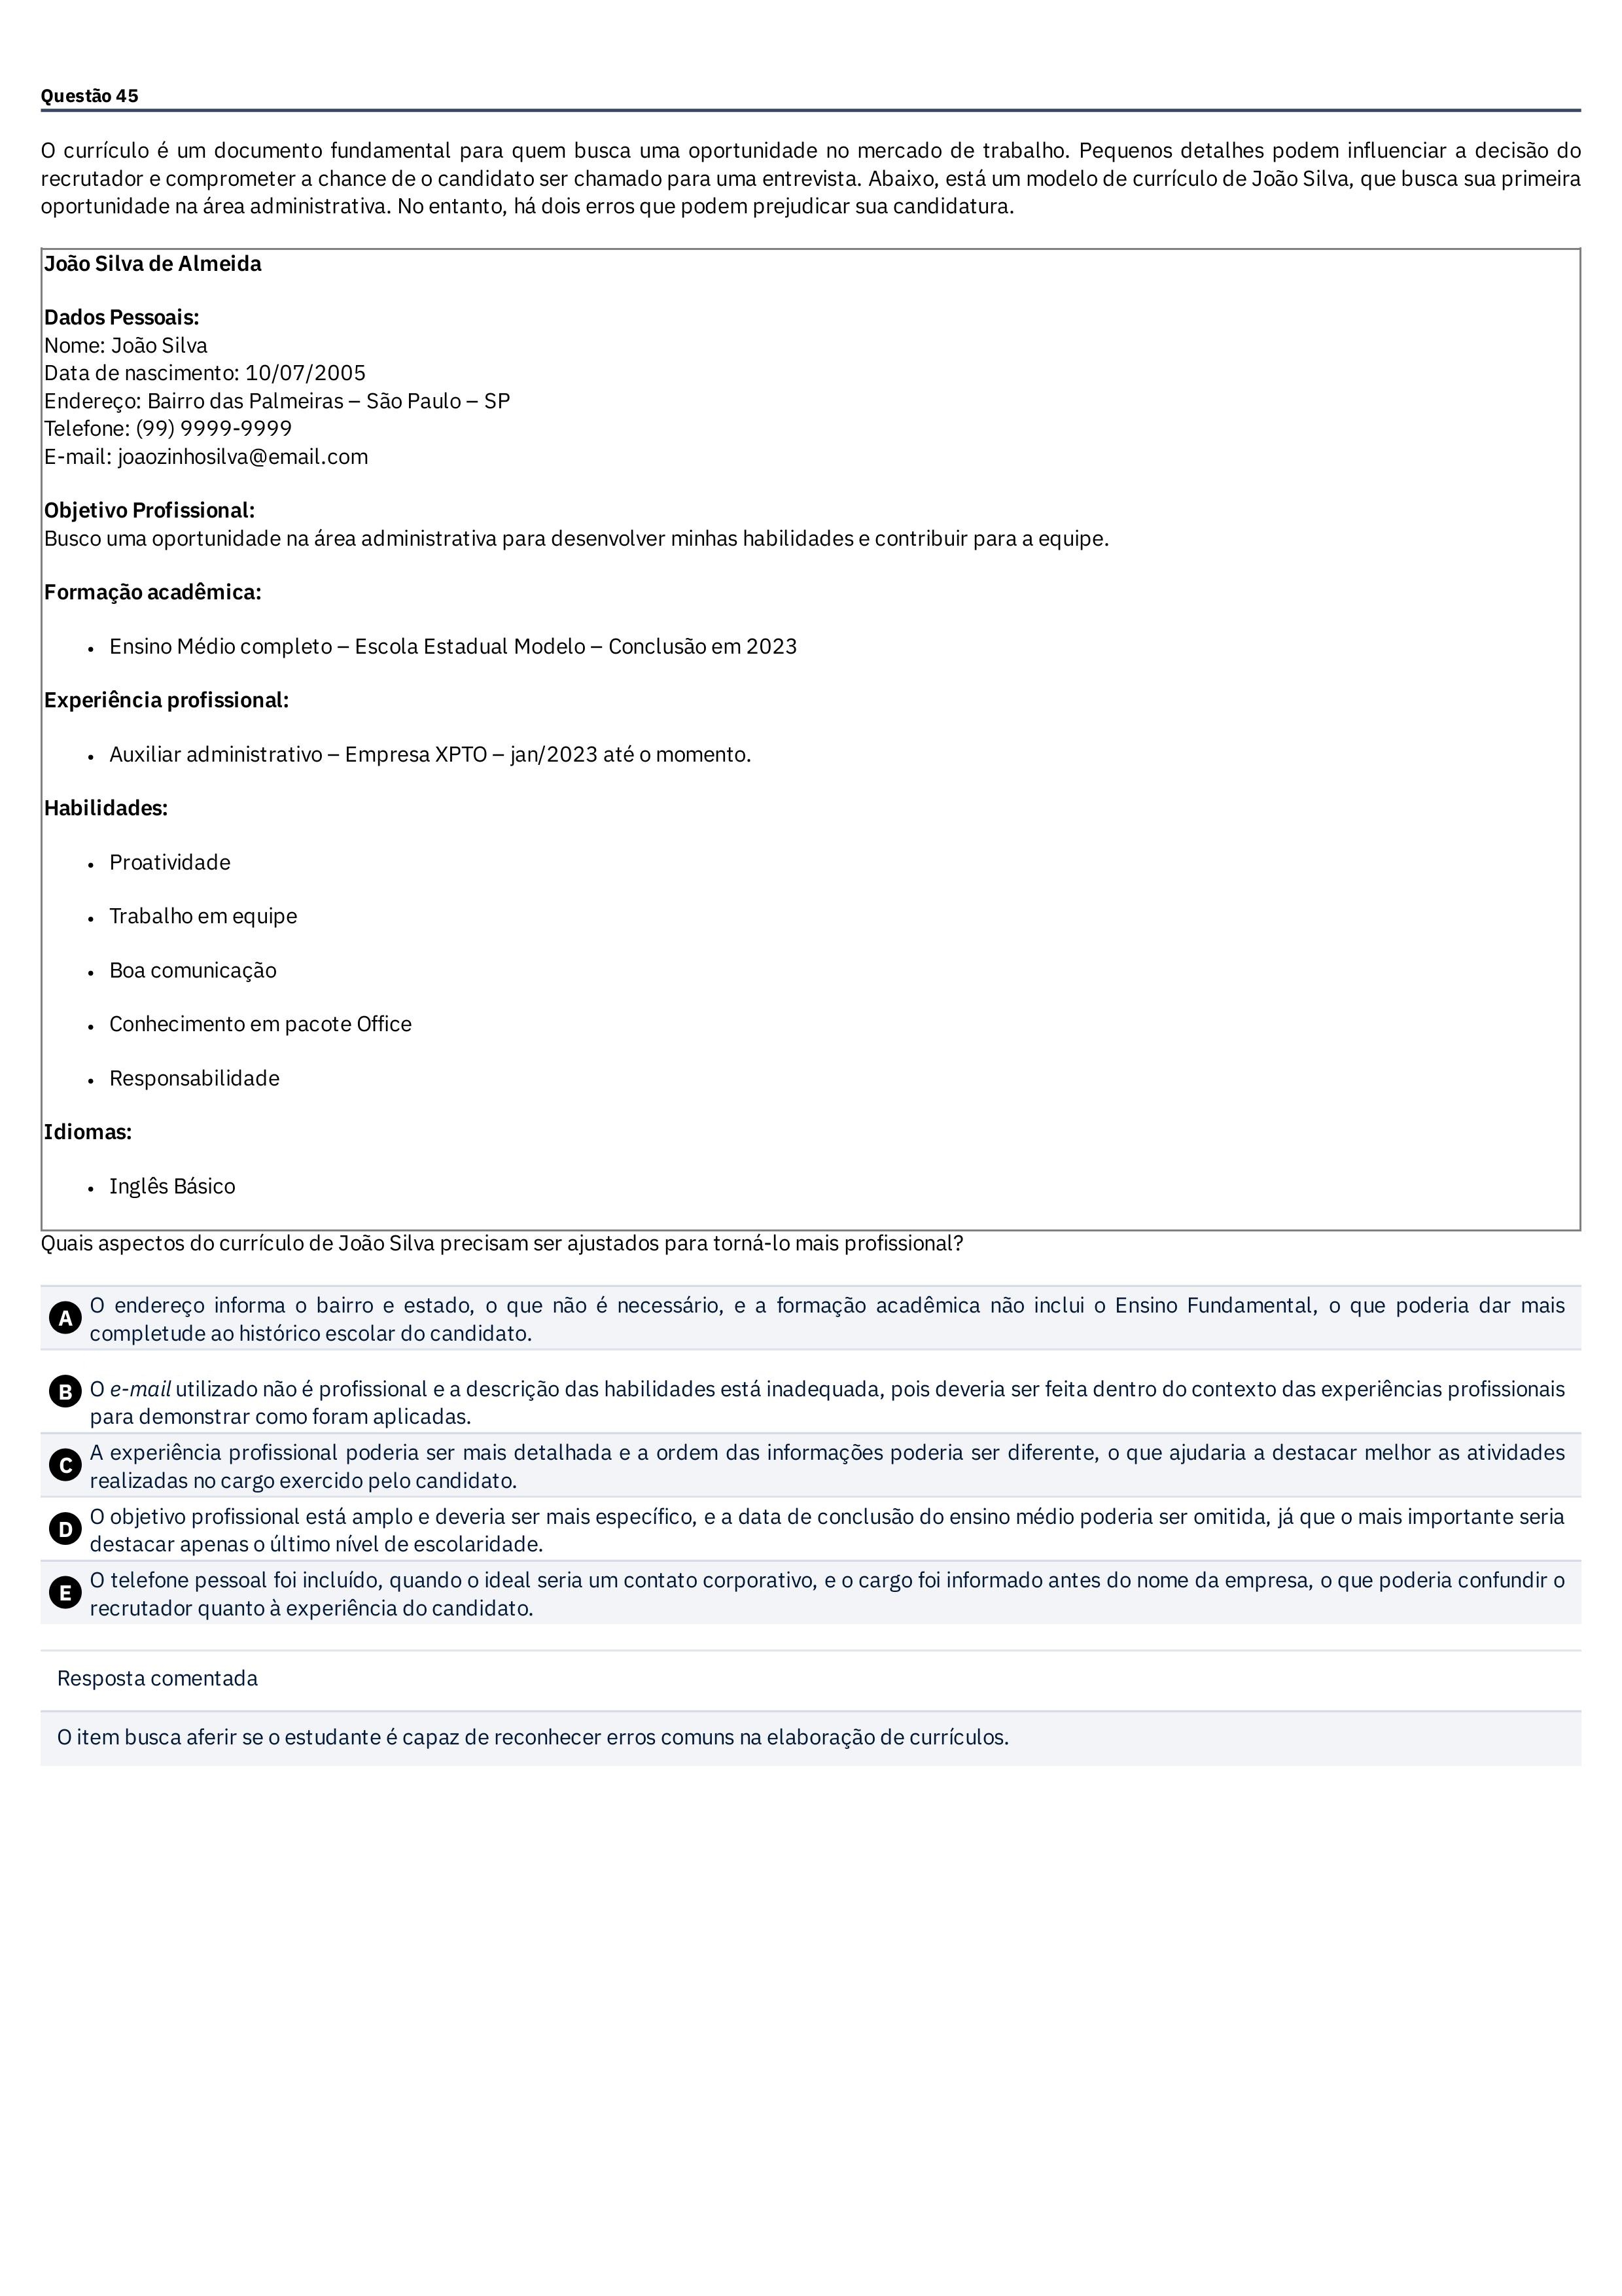 Questão 45
O currículo é um documento fundamental para quem busca uma oportunidade no mercado de trabalho. Pequenos detalhes podem influenciar a decisão do
recrutador e comprometer a chance de o candidato ser chamado para uma entrevista. Abaixo, está um modelo de currículo de João Silva, que busca sua primeira
oportunidade na área administrativa. No entanto, há dois erros que podem prejudicar sua candidatura.
João Silva de Almeida
Dados Pessoais:
Nome: João Silva
Data de nascimento: 10/07/2005
Endereço: Bairro das Palmeiras – São Paulo – SP
Telefone: (99) 9999-9999
E-mail: joaozinhosilva@email.com
Objetivo Profissional:
Busco uma oportunidade na área administrativa para desenvolver minhas habilidades e contribuir para a equipe.
Formação acadêmica:
• Ensino Médio completo – Escola Estadual Modelo – Conclusão em 2023
Experiência profissional:
• Auxiliar administrativo – Empresa XPTO – jan/2023 até o momento.
Habilidades:
• Proatividade
• Trabalho em equipe
• Boa comunicação
• Conhecimento em pacote Office
• Responsabilidade
Idiomas:
• Inglês Básico
Quais aspectos do currículo de João Silva precisam ser ajustados para torná-lo mais profissional?
A O endereço informa o bairro e estado, o que não é necessário, e a formação acadêmica não inclui o Ensino Fundamental, o que poderia dar mais
completude ao histórico escolar do candidato.
B O e-mail utilizado não é profissional e a descrição das habilidades está inadequada, pois deveria ser feita dentro do contexto das experiências profissionais
para demonstrar como foram aplicadas.
C A experiência profissional poderia ser mais detalhada e a ordem das informações poderia ser diferente, o que ajudaria a destacar melhor as atividades
realizadas no cargo exercido pelo candidato.
D O objetivo profissional está amplo e deveria ser mais específico, e a data de conclusão do ensino médio poderia ser omitida, já que o mais importante seria
destacar apenas o último nível de escolaridade.
E O telefone pessoal foi incluído, quando o ideal seria um contato corporativo, e o cargo foi informado antes do nome da empresa, o que poderia confundir o
recrutador quanto à experiência do candidato.
Resposta comentada
O item busca aferir se o estudante é capaz de reconhecer erros comuns na elaboração de currículos.